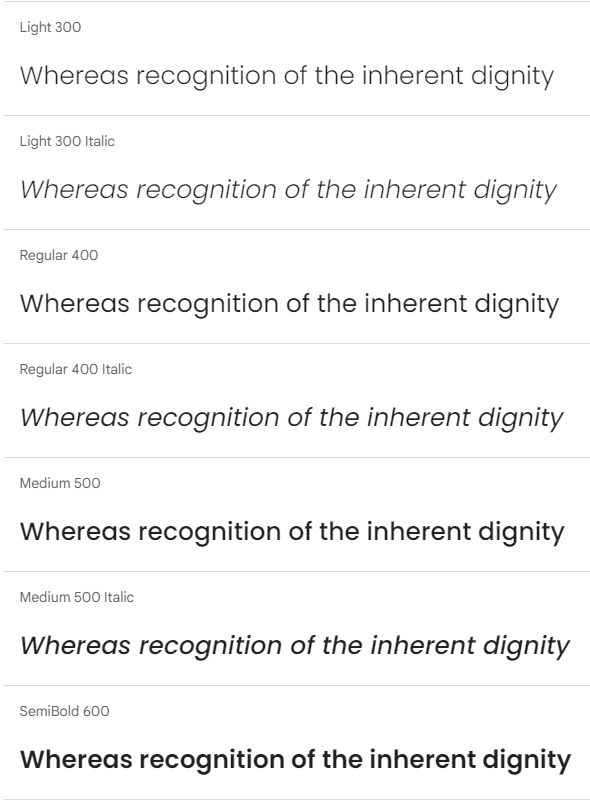 Light 300
Whereas recognition of the inherent dignity
Light 300 Italic
Whereas recognition of the inherent dignity
Regular 400
Whereas recognition of the inherent dignity
Regular 400 Italic
Whereas recognition of the inherent dignity
Medium 500
Whereas recognition of the inherent dignity
Medium 500 Italic
Whereas recognition of the inherent dignity
SemiBold 600
Whereas recognition of the inherent dignity